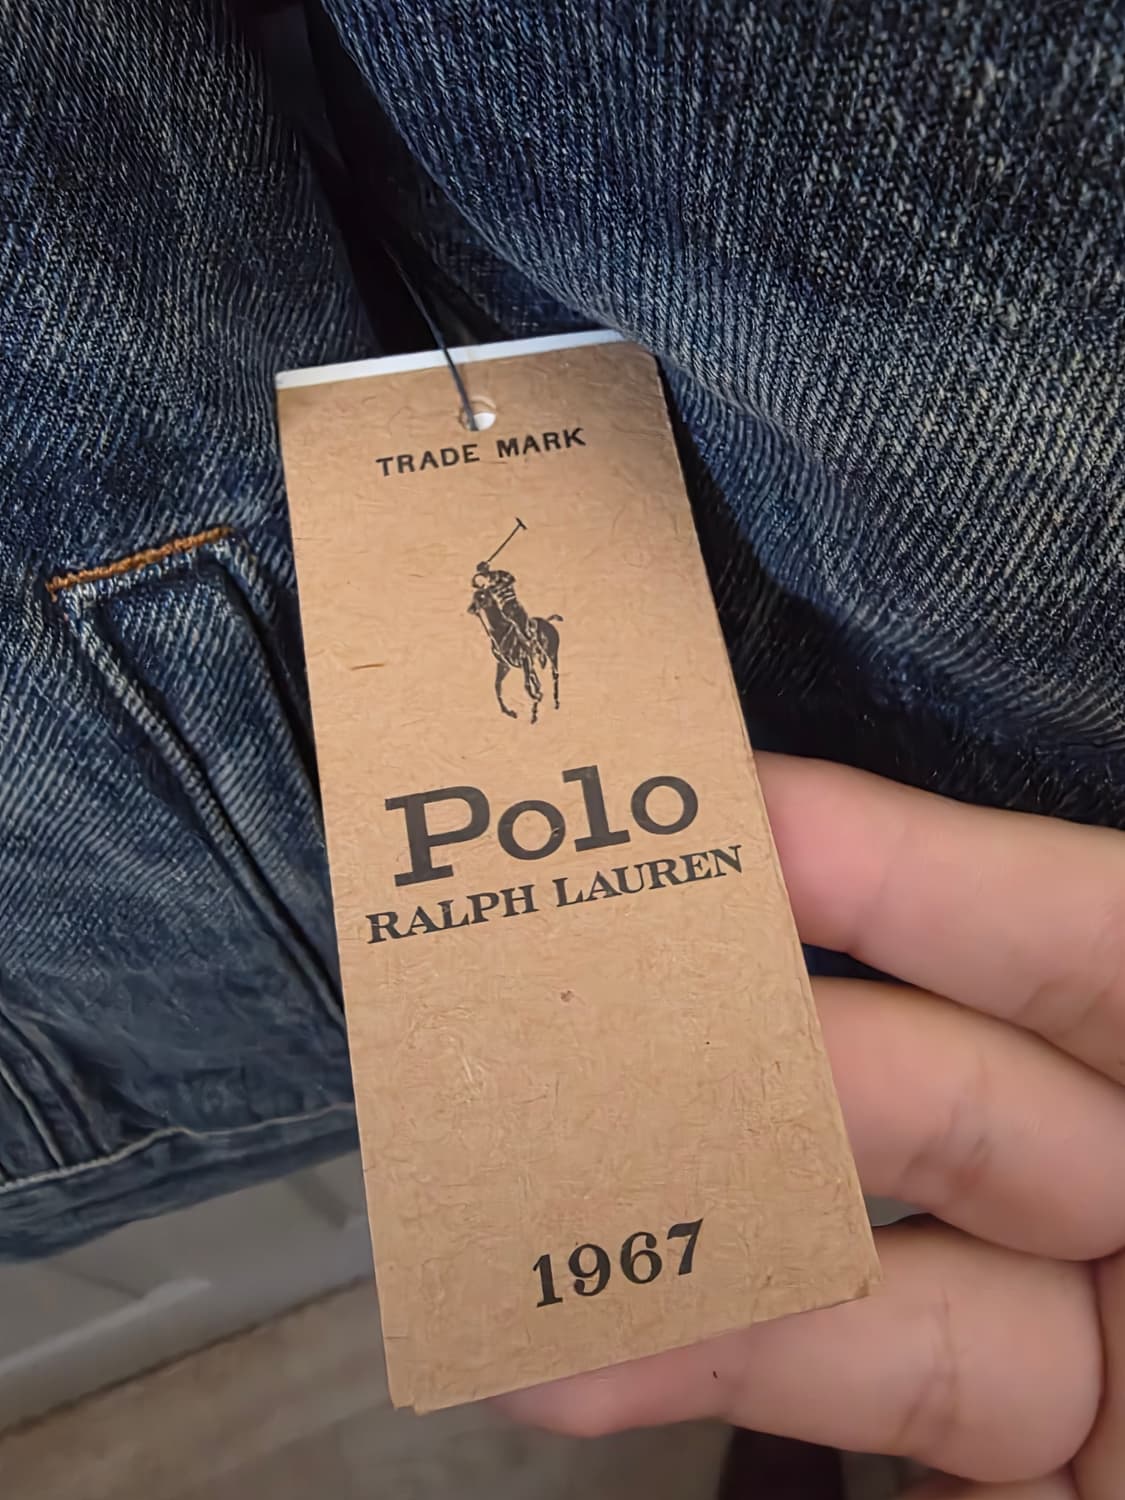 TRADE MARK
Polo
RALPH LAUREN
1967